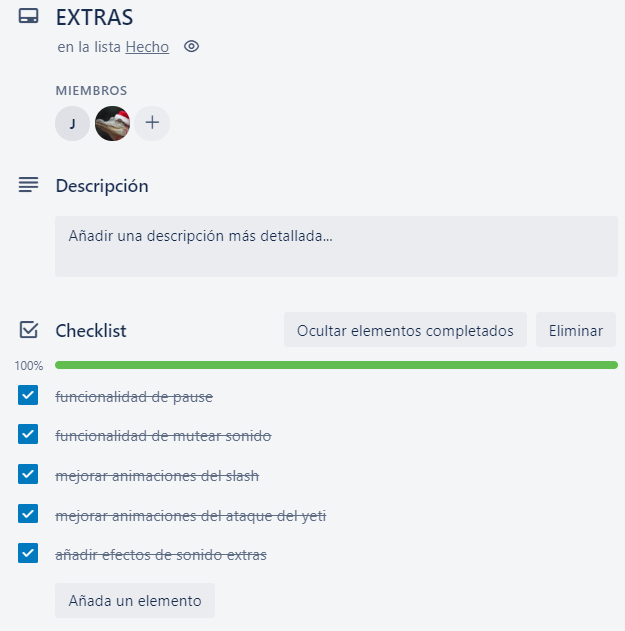 EXTRAS
en la lista Hecho
MIEMBROS
J
Descripción
Añadir una descripción más detallada...
Checklist
Ocultar elementos completados
Eliminar
100%
funcionalidad de pause
funcionalidad de mutear sonido
mejorar animaciones del slash
mejorar animaciones del ataque del yeti
añadir efectos de sonido extras
Añada un elemento